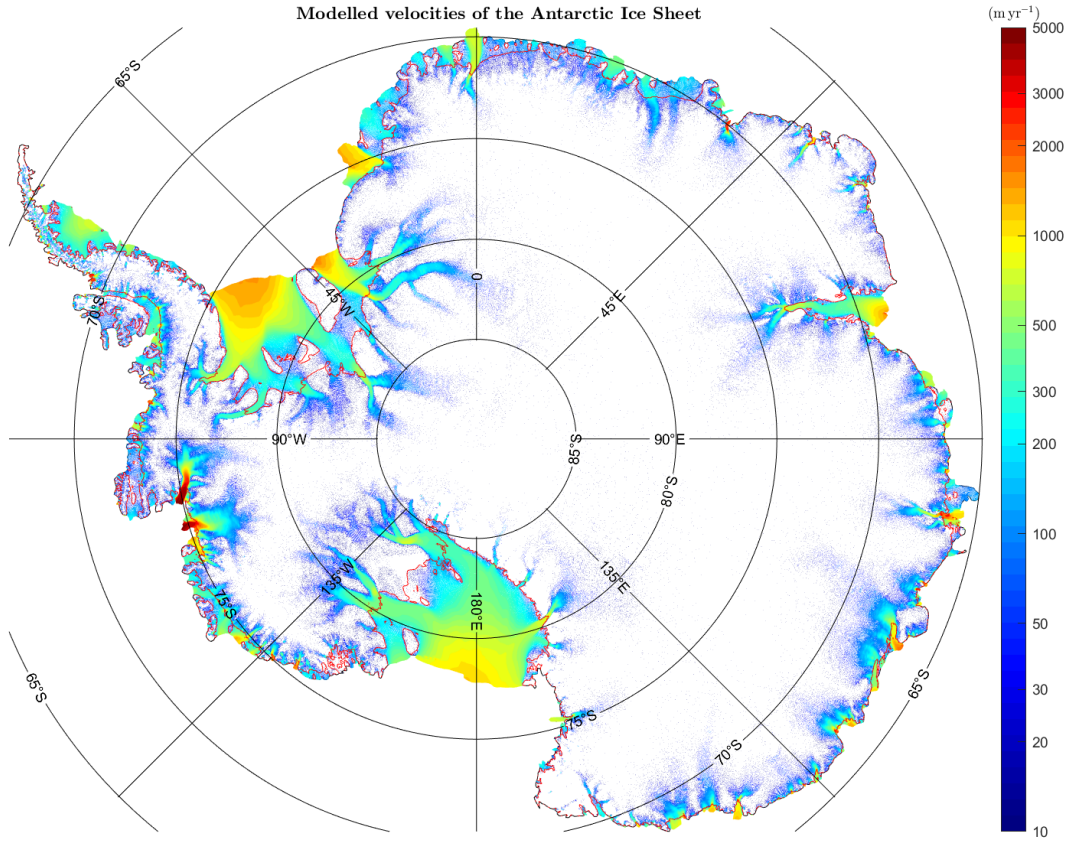 Modelled velocities of the Antarctic Ice Sheet
(m yr⁻¹)
5000
3000
2000
1000
500
300
200
100
50
30
20
10
65°S
70°S
45°W
0
45°E
90°W
85°S
90°E
80°S
135°W
180°E
135°E
75°S
75°S
70°S
65°S
65°S